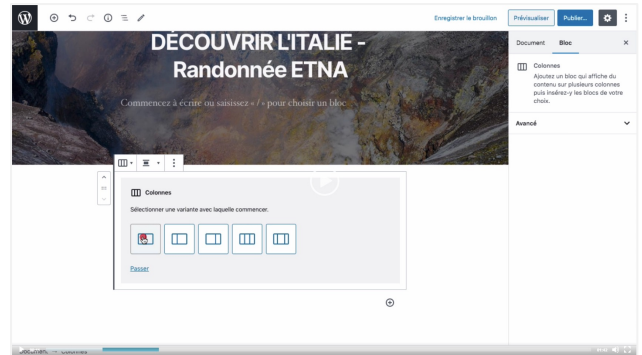 Enregistrer le brouillon
Prévisualiser
Publier...
DÉCOUVRIR L'ITALIE -
Randonnée ETNA
Commencez à écrire ou saisissez « / » pour choisir un bloc
Document
Bloc
Colonnes
Ajoutez un bloc qui affiche du
contenu sur plusieurs colonnes
puis insérez-y les blocs de votre
choix.
Avancé
Colonnes
Sélectionner une variante avec laquelle commencer.
Passer
Document → Colonnes